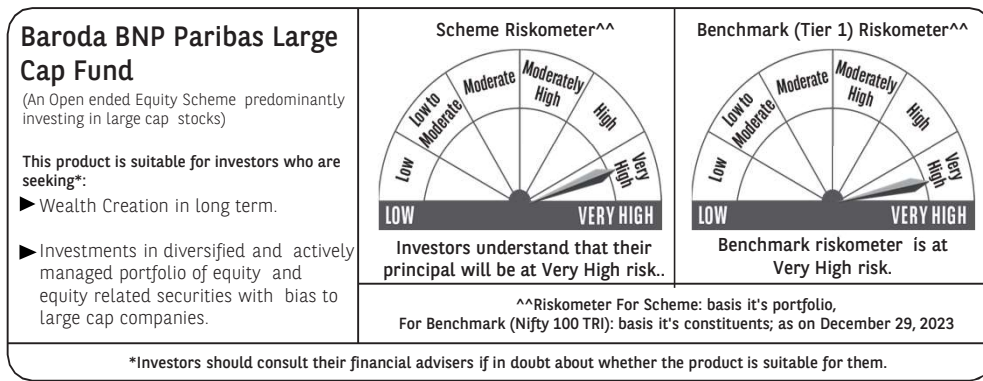 Baroda BNP Paribas Large
Cap Fund
(An Open ended Equity Scheme predominantly
investing in large cap stocks)
This product is suitable for investors who are
seeking*:
Wealth Creation in long term.
Investments in diversified and actively
managed portfolio of equity and
equity related securities with bias to
large cap companies.
Scheme Riskometer^^
Low
Low to
Moderate
Moderate
Moderately
High
High
Very
High
LOW
VERY HIGH
Investors understand that their
principal will be at Very High risk..
Benchmark (Tier 1) Riskometer^^
Low
Low to
Moderate
Moderate
Moderately
High
High
Very
High
LOW
VERY HIGH
Benchmark riskometer is at
Very High risk.
^^Riskometer For Scheme: basis it's portfolio,
For Benchmark (Nifty 100 TRI): basis it's constituents; as on December 29, 2023
*Investors should consult their financial advisers if in doubt about whether the product is suitable for them.